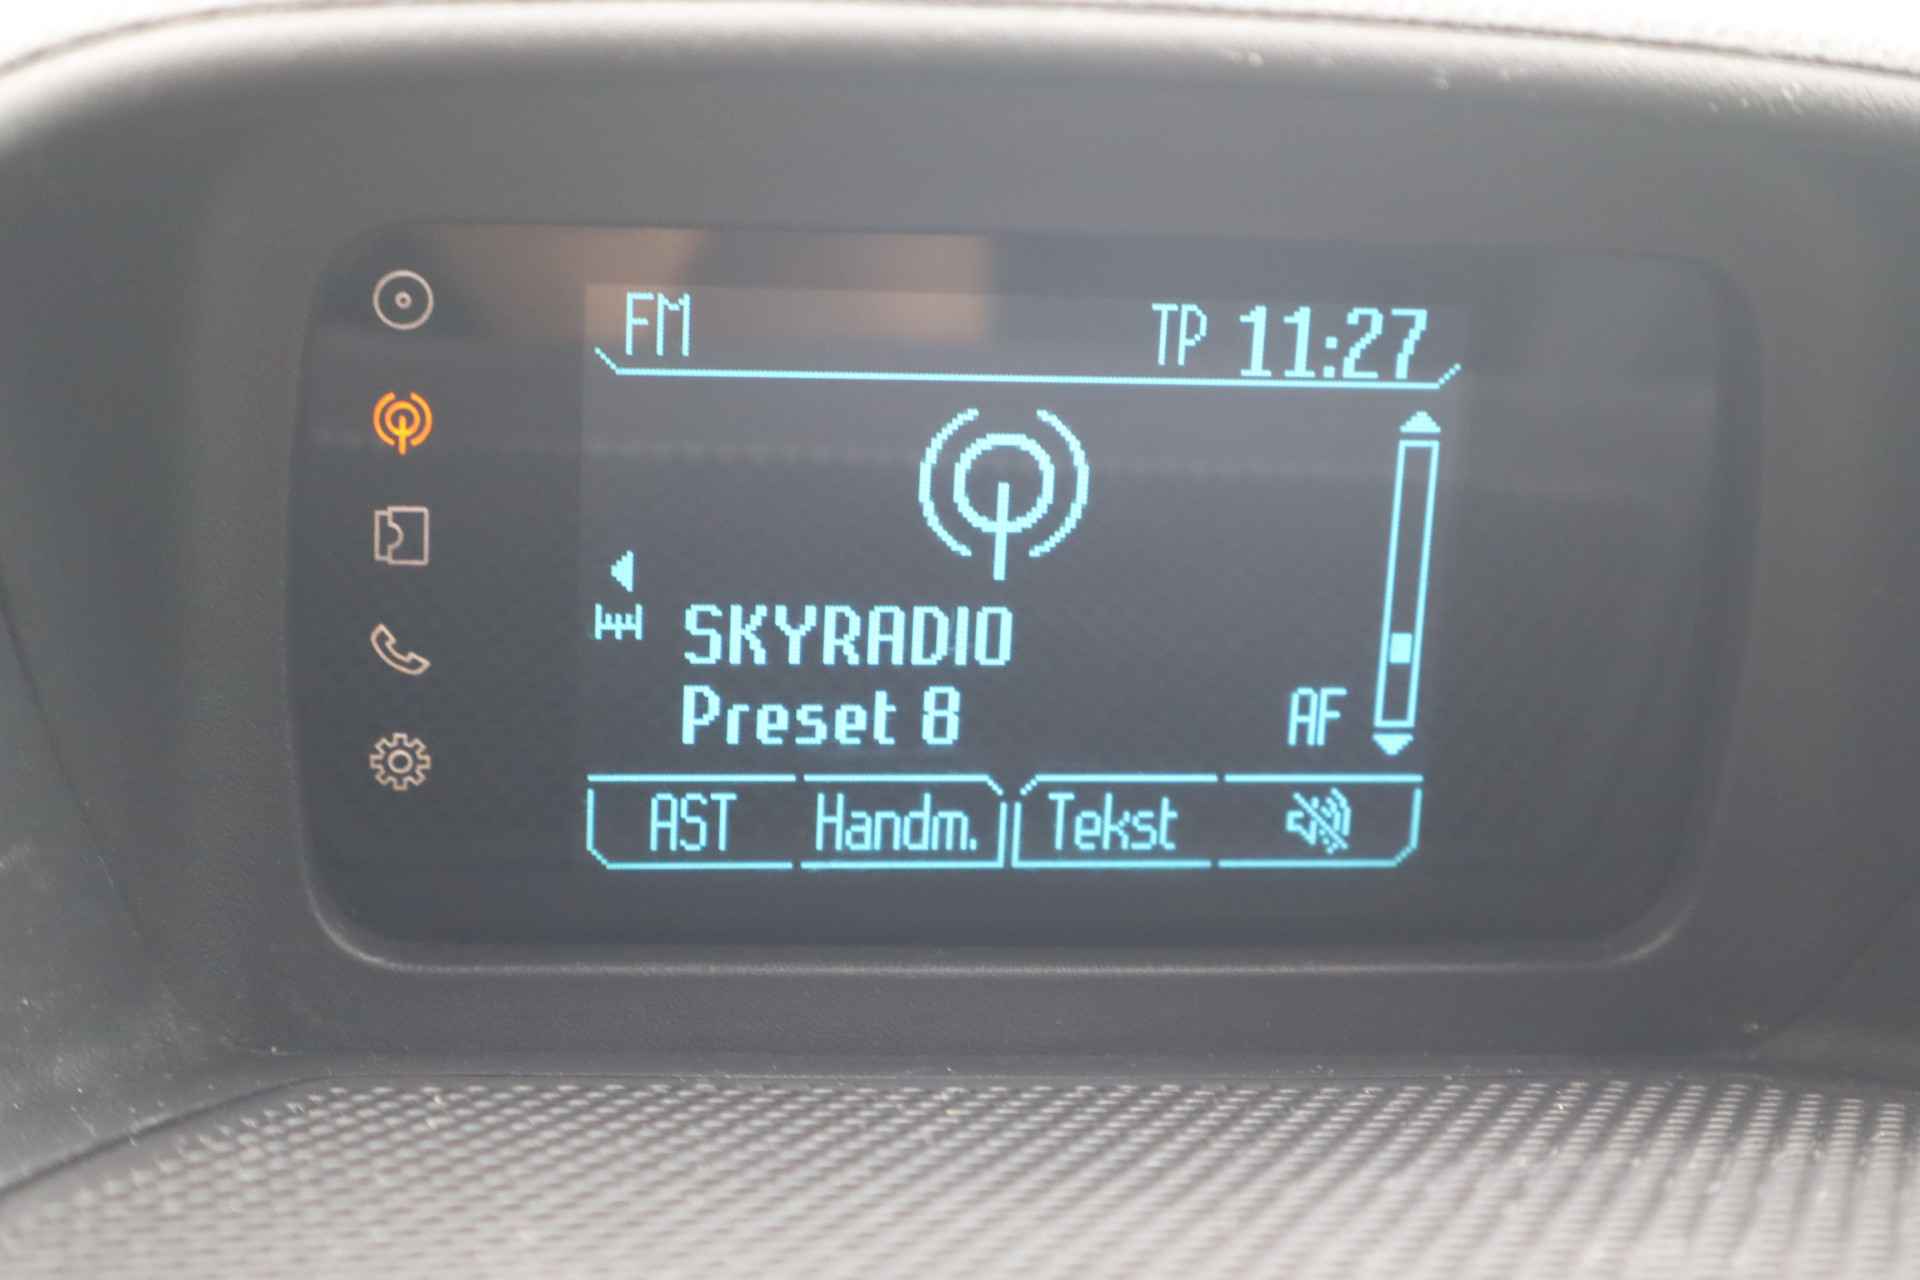 FM TP 11:27
SKYRADIO
Preset 8 AF
AST Handm. Tekst